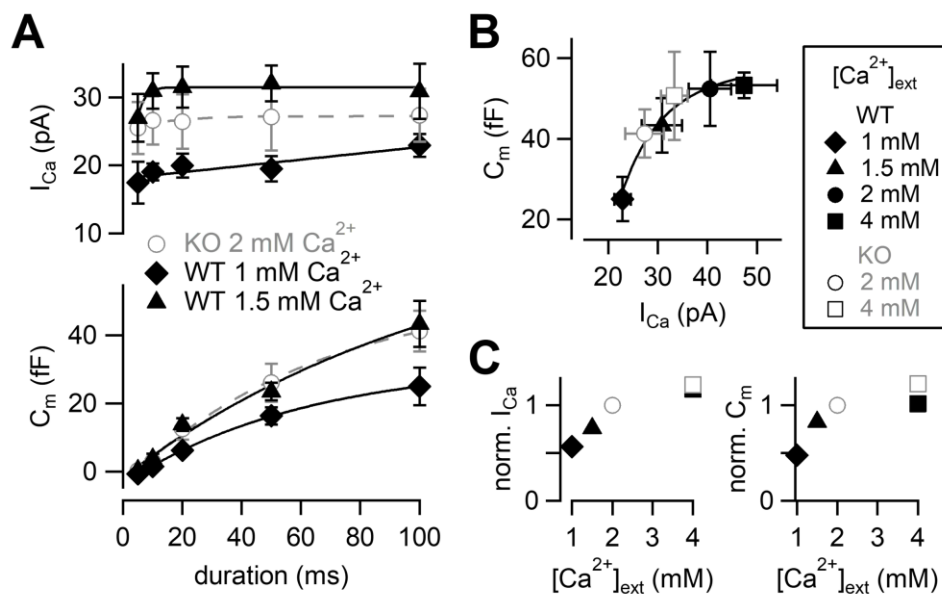 A
I_Ca (pA)
30
20
10
KO 2 mM Ca²⁺
WT 1 mM Ca²⁺
WT 1.5 mM Ca²⁺
C_m (fF)
40
20
0
20
40
60
80
100
duration (ms)
B
C_m (fF)
60
40
20
20
30
40
50
I_Ca (pA)
[Ca²⁺]_ext
WT
1 mM
1.5 mM
2 mM
4 mM
KO
2 mM
4 mM
C
norm. I_Ca
1
0
1
2
3
4
[Ca²⁺]_ext (mM)
norm. C_m
1
0
1
2
3
4
[Ca²⁺]_ext (mM)